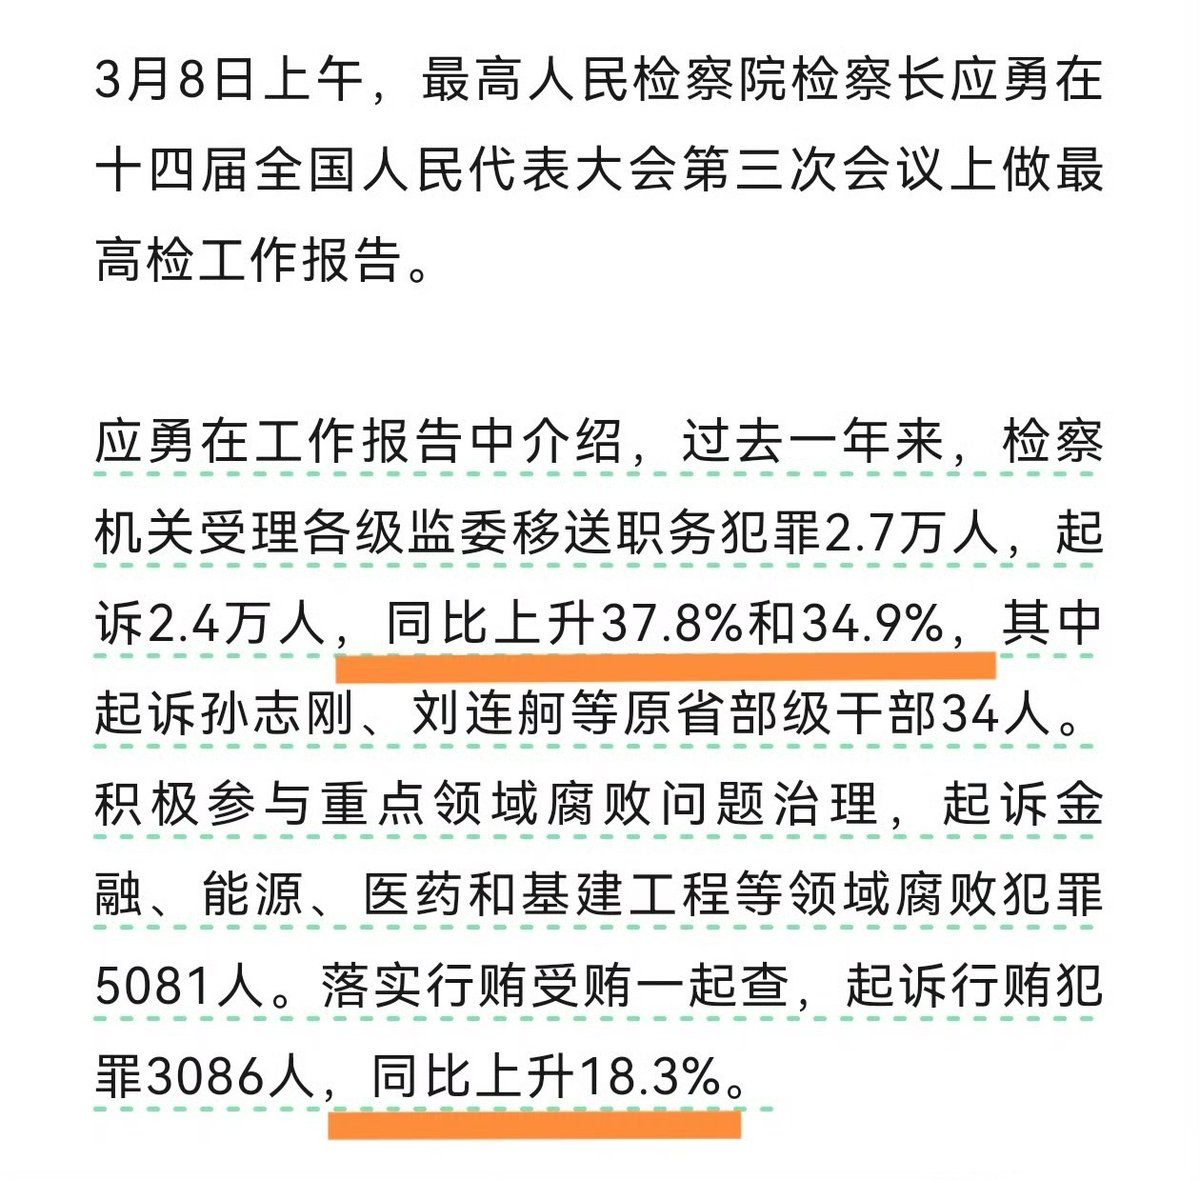 3月8日上午，最高人民检察院检察长应勇在
十四届全国人民代表大会第三次会议上做最
高检工作报告。
应勇在工作报告中介绍，过去一年来，检察
机关受理各级监委移送职务犯罪2.7万人，起
诉2.4万人，同比上升37.8%和34.9%，其中
起诉孙志刚、刘连舸等原省部级干部34人。
积极参与重点领域腐败问题治理，起诉金
融、能源、医药和基建工程等领域腐败犯罪
5081人。落实行贿受贿一起查，起诉行贿犯
罪3086人，同比上升18.3%。